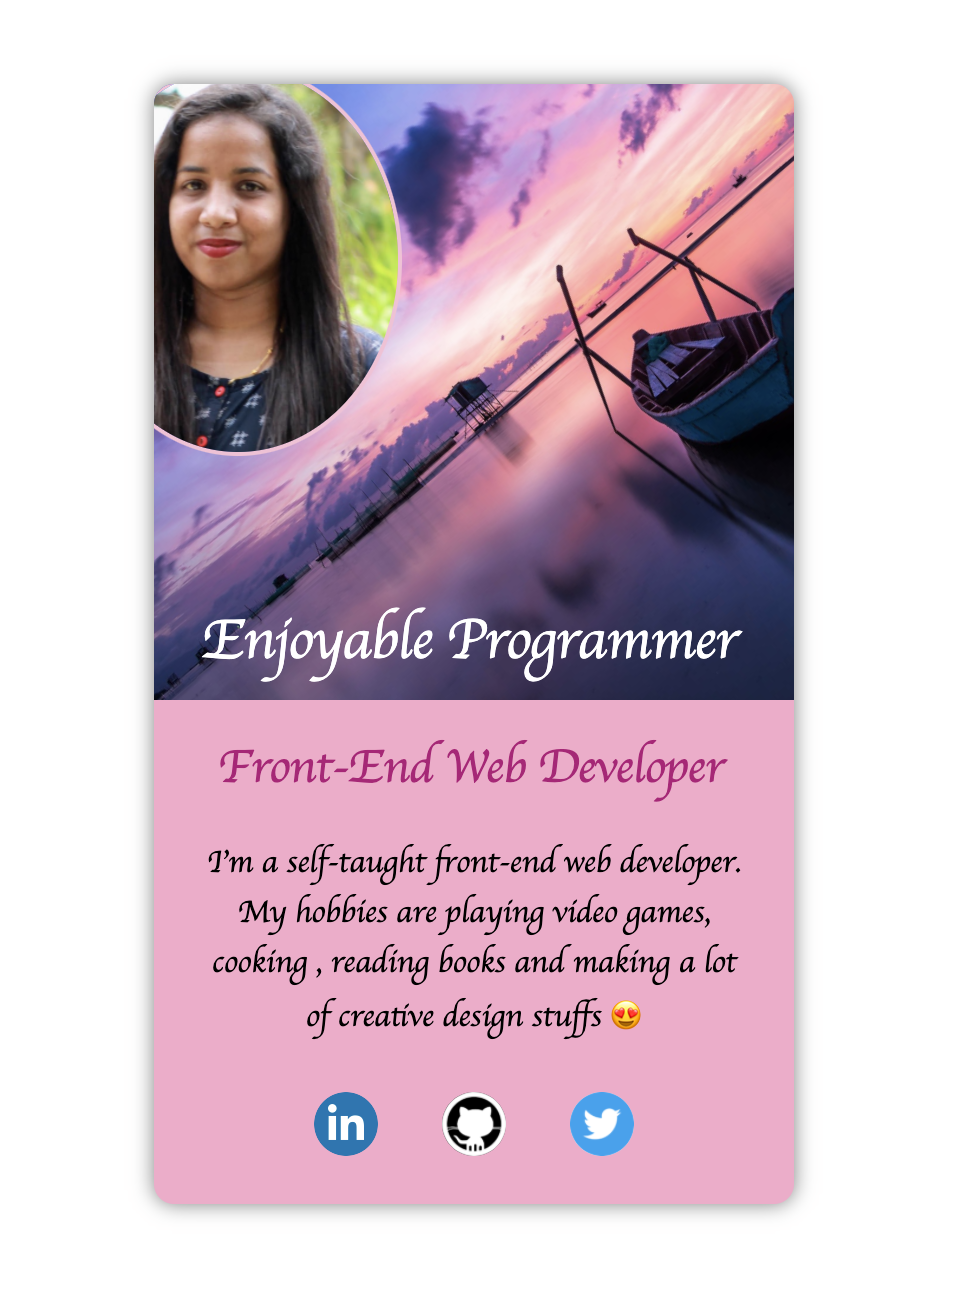 Enjoyable Programmer
Front-End Web Developer
I'm a self-taught front-end web developer.
My hobbies are playing video games,
cooking , reading books and making a lot
of creative design stuffs 😍
in